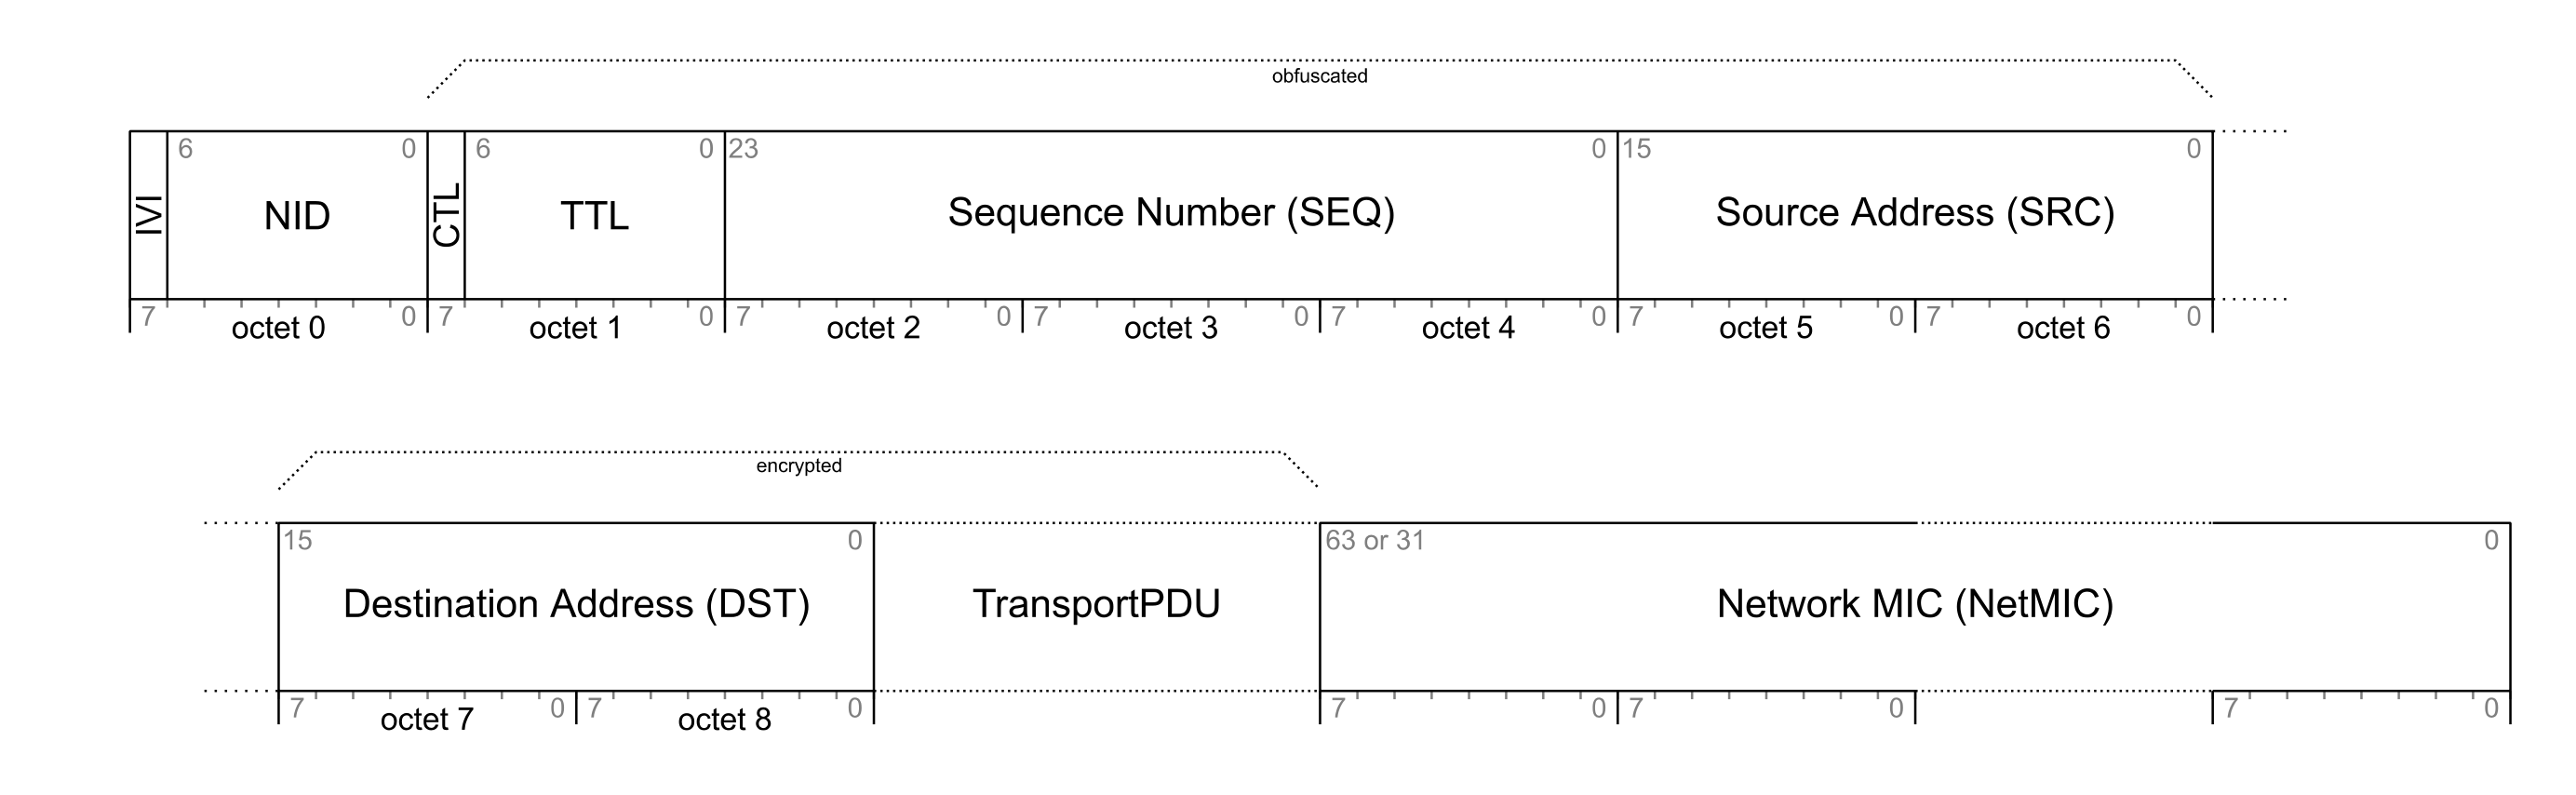 obfuscated
IVI 6 NID 0 CTL 6 TTL 0 23 Sequence Number (SEQ) 0 15 Source Address (SRC) 0
7 octet 0 0 7 octet 1 0 7 octet 2 0 7 octet 3 0 7 octet 4 0 7 octet 5 0 7 octet 6 0
encrypted
15 0 63 or 31 0
Destination Address (DST) TransportPDU Network MIC (NetMIC)
7 octet 7 0 7 octet 8 0 7 0 7 0 7 0